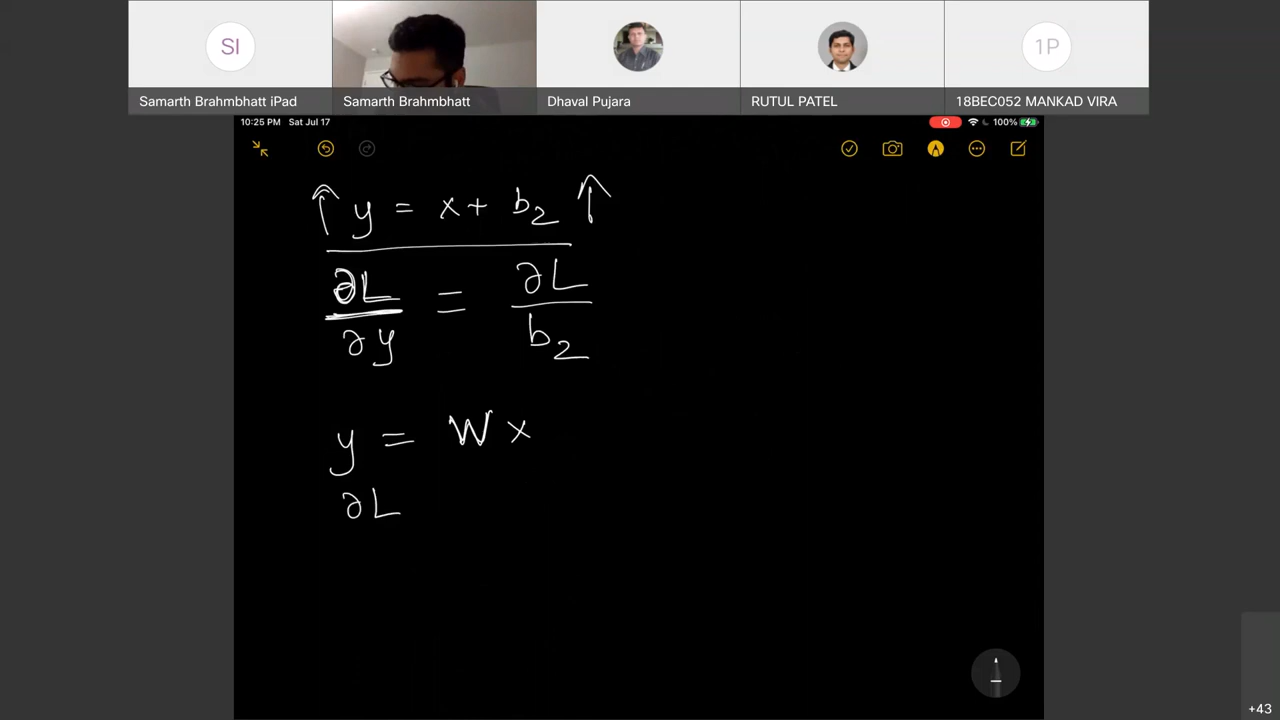 SI
1P
Samarth Brahmbhatt iPad
Samarth Brahmbhatt
Dhaval Pujara
RUTUL PATEL
18BEC052 MANKAD VIRA
10:25 PM Sat Jul 17
100%
↑ y = x + b₂ ↑
∂L/∂y = ∂L/b₂
y = W x
∂L
+43